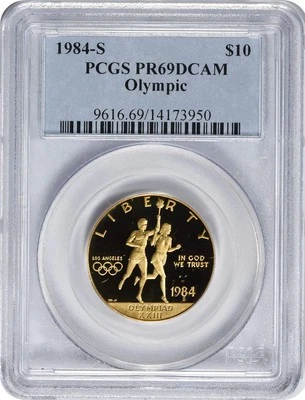 1984-S $10
PCGS PR69DCAM
Olympic
9616.69/14173950
LIBERTY
LOS ANGELES
IN GOD
WE TRUST
1984
OLYMPIAD
XXIII